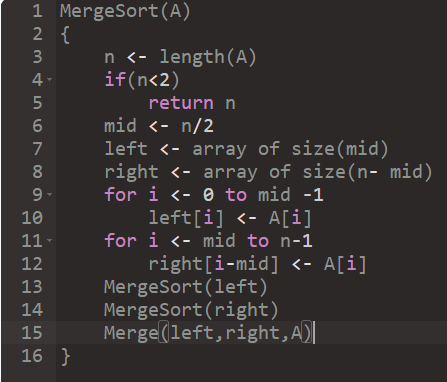 1 MergeSort(A)
2 {
3     n <- length(A)
4     if(n<2)
5         return n
6     mid <- n/2
7     left <- array of size(mid)
8     right <- array of size(n- mid)
9     for i <- 0 to mid -1
10         left[i] <- A[i]
11     for i <- mid to n-1
12         right[i-mid] <- A[i]
13     MergeSort(left)
14     MergeSort(right)
15     Merge(left,right,A)
16 }